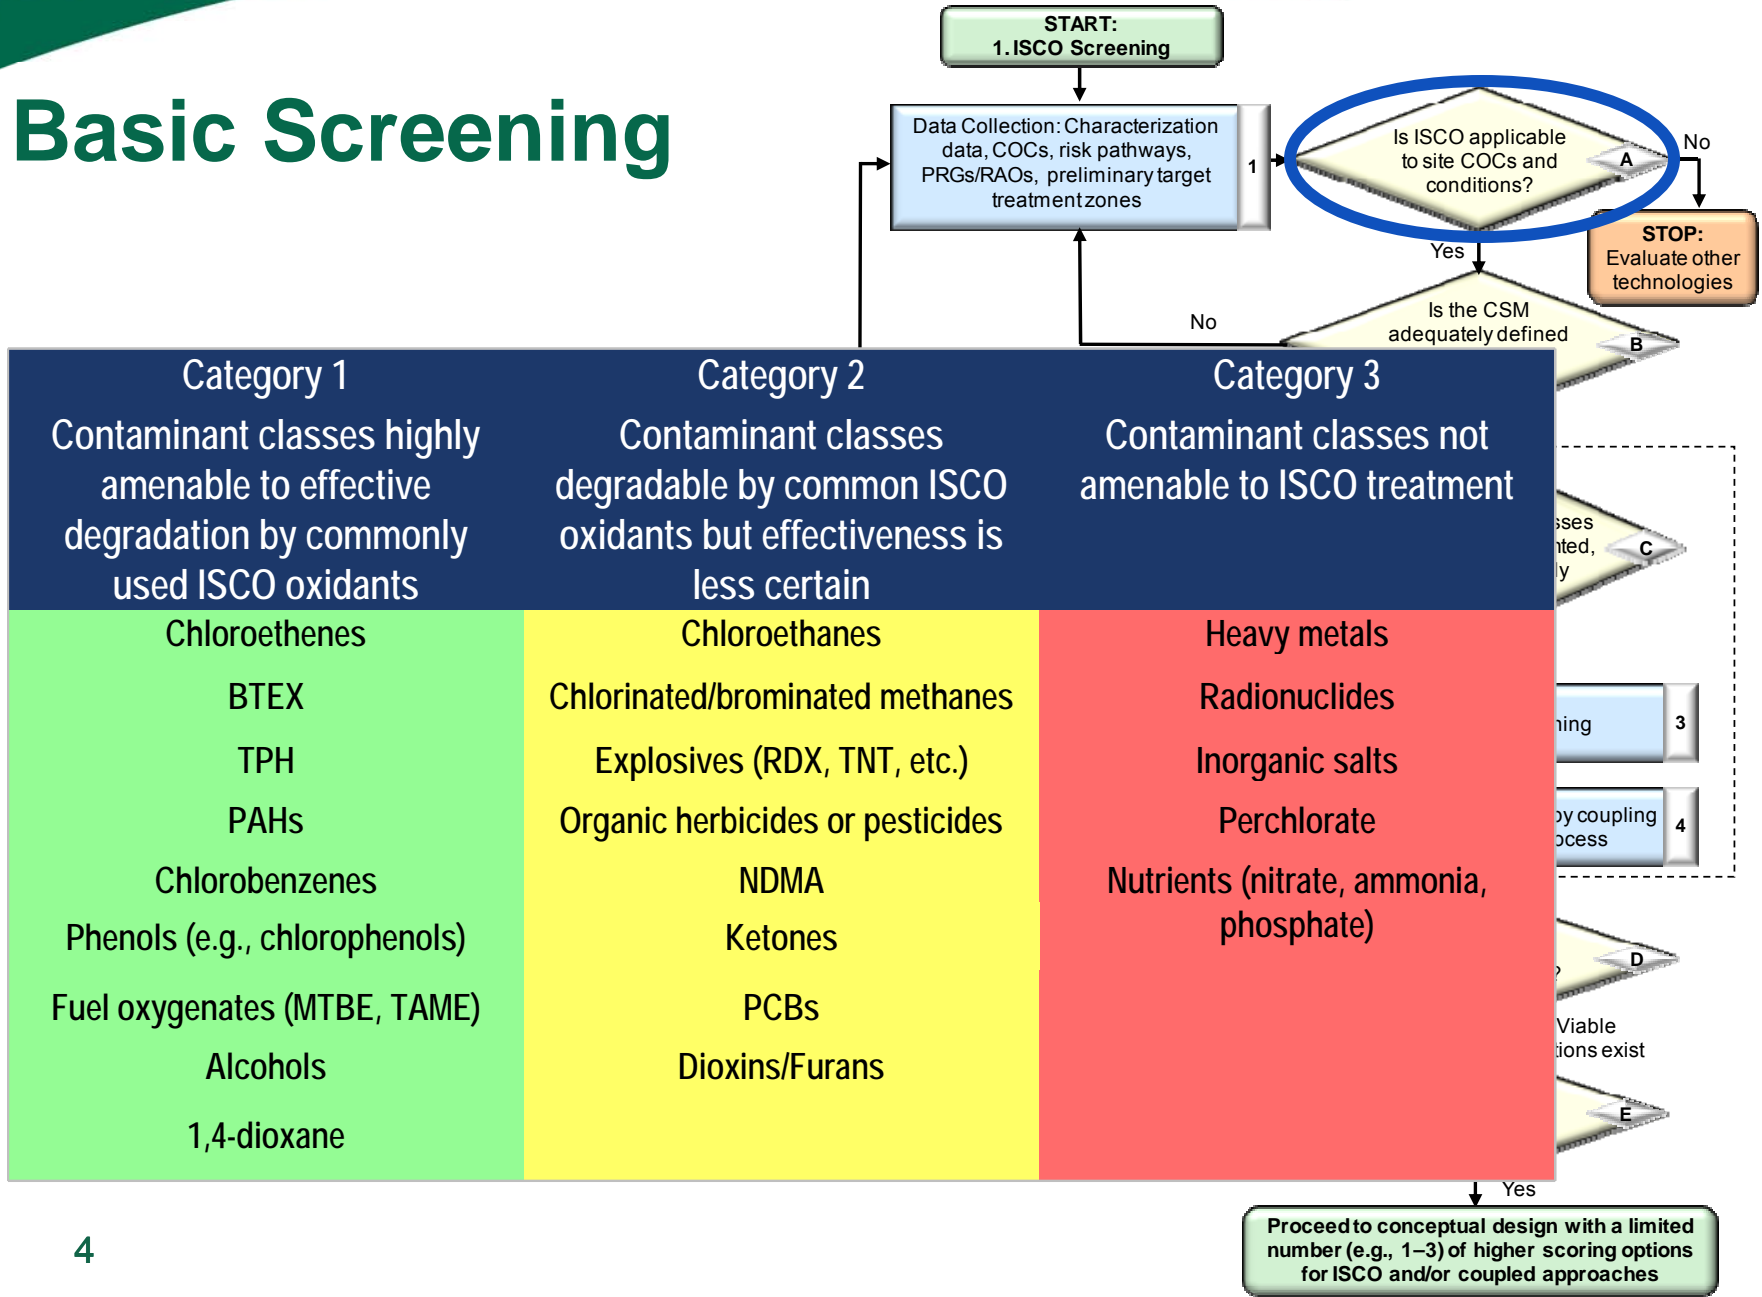 Basic Screening
START:
1. ISCO Screening
Data Collection: Characterization
data, COCs, risk pathways,
PRGs/RAOs, preliminary target
treatment zones
1
Is ISCO applicable
to site COCs and
conditions?
A
No
STOP:
Evaluate other
technologies
Yes
Is the CSM
adequately defined
B
No
Category 1
Contaminant classes highly
amenable to effective
degradation by commonly
used ISCO oxidants
Chloroethenes
BTEX
TPH
PAHs
Chlorobenzenes
Phenols (e.g., chlorophenols)
Fuel oxygenates (MTBE, TAME)
Alcohols
1,4-dioxane
Category 2
Contaminant classes
degradable by common ISCO
oxidants but effectiveness is
less certain
Chloroethanes
Chlorinated/brominated methanes
Explosives (RDX, TNT, etc.)
Organic herbicides or pesticides
NDMA
Ketones
PCBs
Dioxins/Furans
Category 3
Contaminant classes not
amenable to ISCO treatment
Heavy metals
Radionuclides
Inorganic salts
Perchlorate
Nutrients (nitrate, ammonia,
phosphate)
C
3
by coupling
4
D
Viable
exist
E
Yes
Proceed to conceptual design with a limited
number (e.g., 1–3) of higher scoring options
for ISCO and/or coupled approaches
4